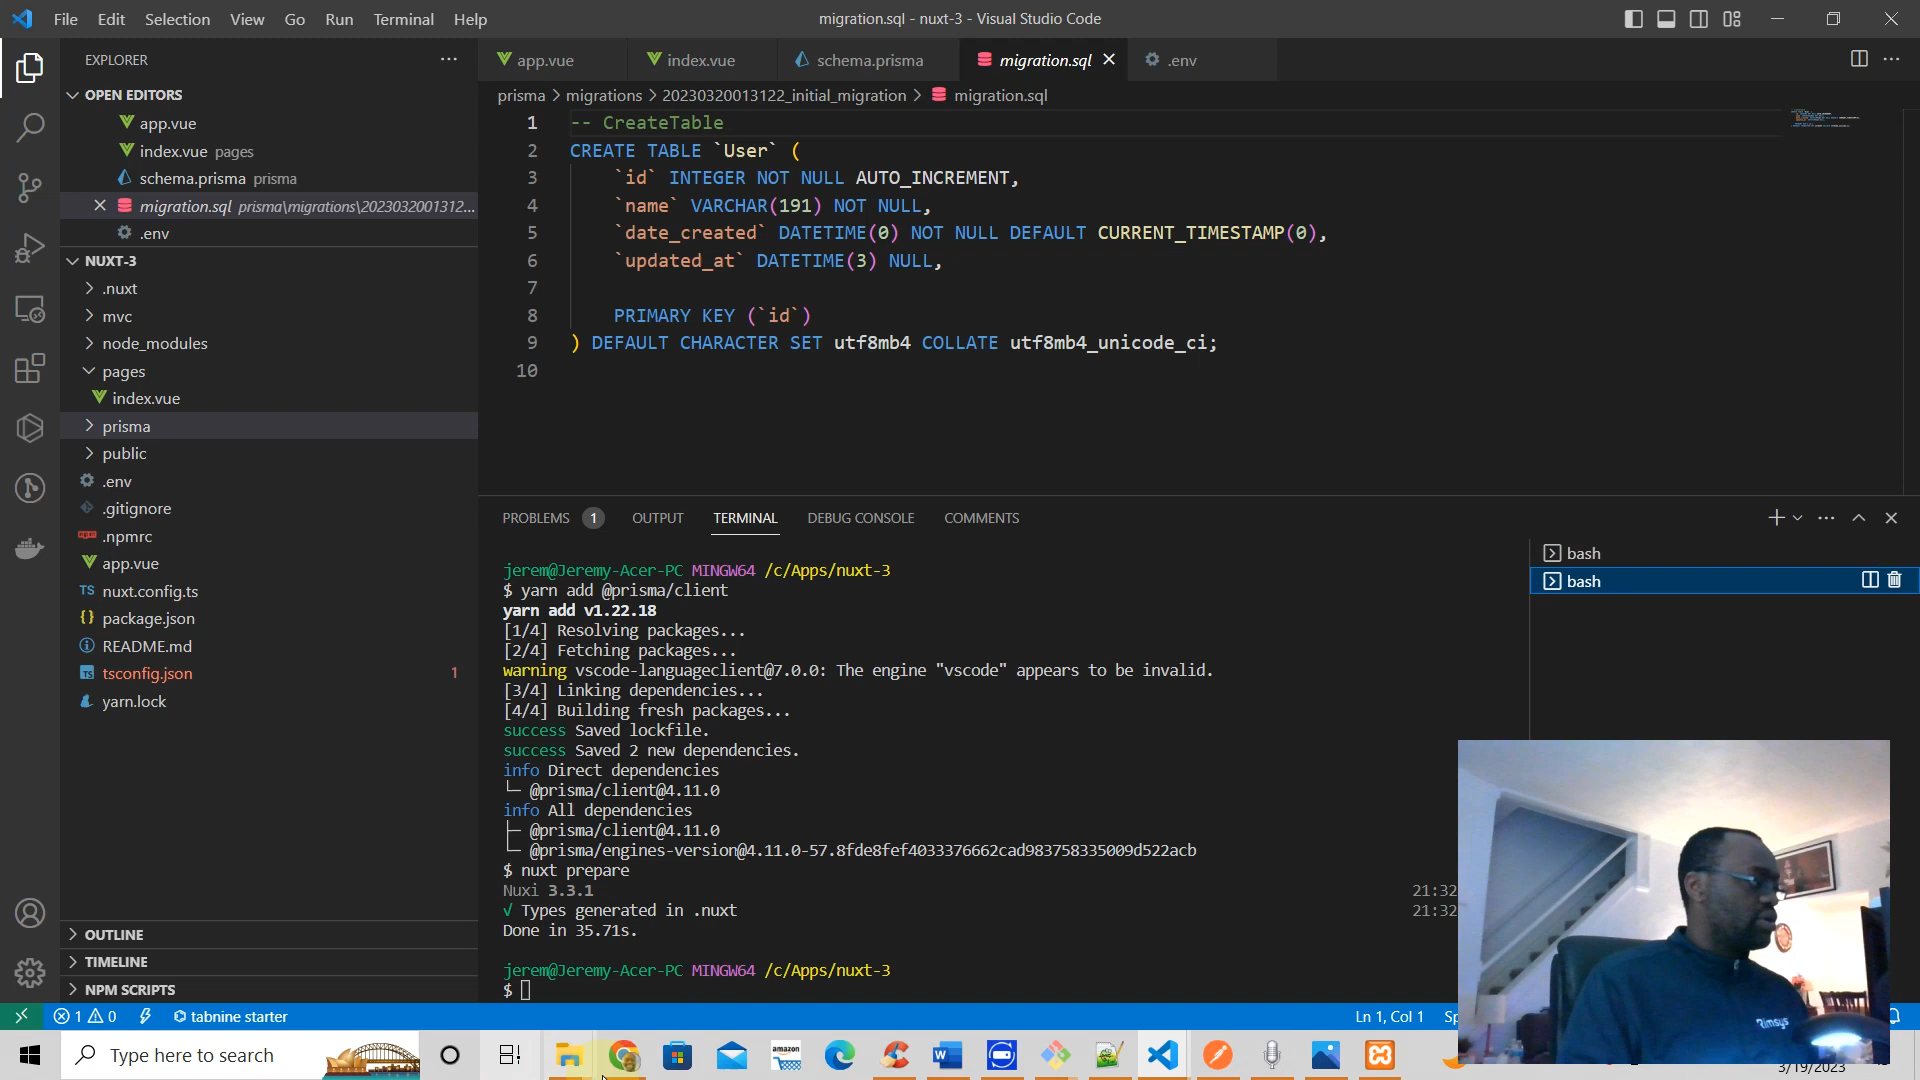 File Edit Selection View Go Run Terminal Help
migration.sql - nuxt-3 - Visual Studio Code
EXPLORER
OPEN EDITORS
app.vue
index.vue pages
schema.prisma prisma
migration.sql prisma\migrations\2023032001312...
.env
NUXT-3
.nuxt
mvc
node_modules
pages
index.vue
prisma
public
.env
.gitignore
.npmrc
app.vue
TS nuxt.config.ts
package.json
README.md
tsconfig.json 1
yarn.lock
OUTLINE
TIMELINE
NPM SCRIPTS
app.vue index.vue schema.prisma migration.sql .env
prisma > migrations > 20230320013122_initial_migration > migration.sql
1 -- CreateTable
2 CREATE TABLE `User` (
3 `id` INTEGER NOT NULL AUTO_INCREMENT,
4 `name` VARCHAR(191) NOT NULL,
5 `date_created` DATETIME(0) NOT NULL DEFAULT CURRENT_TIMESTAMP(0),
6 `updated_at` DATETIME(3) NULL,
7
8 PRIMARY KEY (`id`)
9 ) DEFAULT CHARACTER SET utf8mb4 COLLATE utf8mb4_unicode_ci;
10
PROBLEMS 1 OUTPUT TERMINAL DEBUG CONSOLE COMMENTS
bash
bash
jerem@Jeremy-Acer-PC MINGW64 /c/Apps/nuxt-3
$ yarn add @prisma/client
yarn add v1.22.18
[1/4] Resolving packages...
[2/4] Fetching packages...
warning vscode-languageclient@7.0.0: The engine "vscode" appears to be invalid.
[3/4] Linking dependencies...
[4/4] Building fresh packages...
success Saved lockfile.
success Saved 2 new dependencies.
info Direct dependencies
└─ @prisma/client@4.11.0
info All dependencies
├─ @prisma/client@4.11.0
└─ @prisma/engines-version@4.11.0-57.8fde8fef4033376662cad983758335009d522acb
$ nuxt prepare
Nuxi 3.3.1 21:32
√ Types generated in .nuxt 21:32
Done in 35.71s.
jerem@Jeremy-Acer-PC MINGW64 /c/Apps/nuxt-3
$
1 0 tabnine starter
Ln 1, Col 1 Sp
Type here to search
amazon
3/19/2023
Rimsys